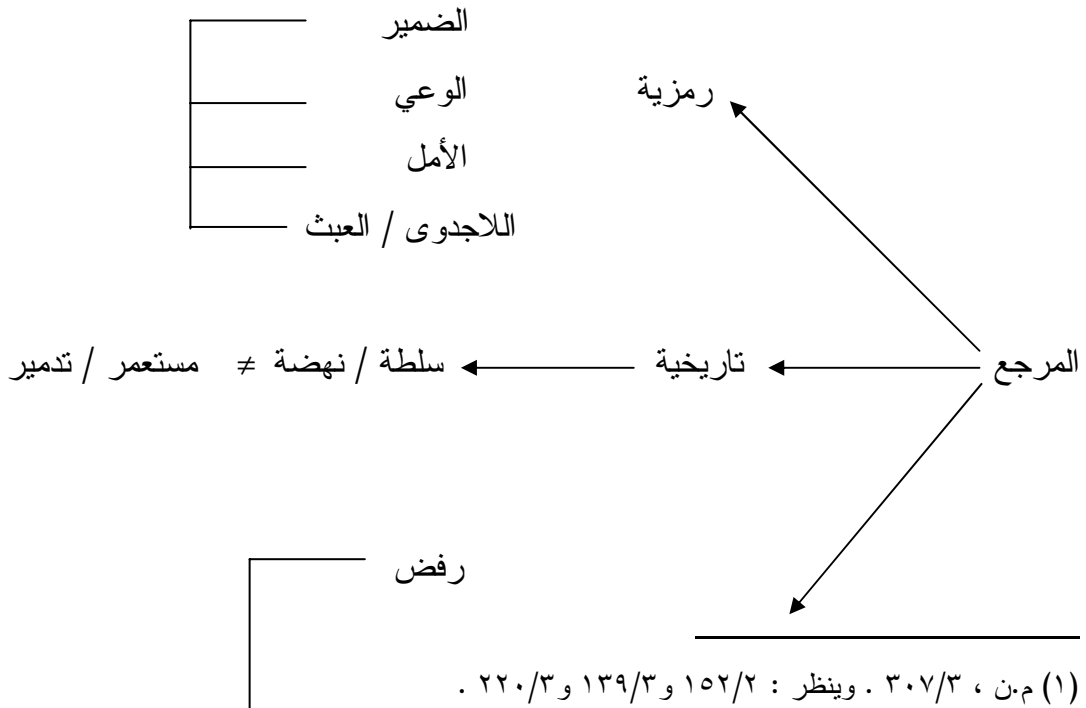 الضمير
الوعي
رمزية
الأمل
اللاجدوى / العبث
المرجع تاريخية سلطة / نهضة ≠ مستعمر / تدمير
رفض
(١) م.ن ، ٣٠٧/٣ . وينظر : ١٥٢/٢ و١٣٩/٣ و٢٢٠/٣ .